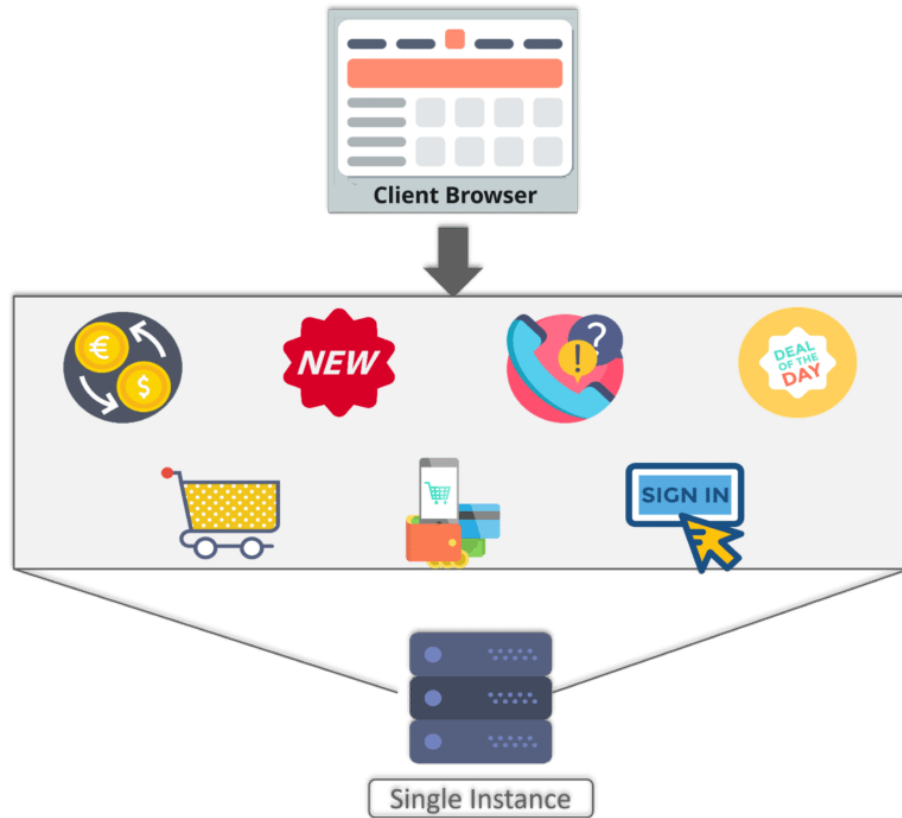 Client Browser
€
$
NEW
?
!
DEAL
OF THE
DAY
SIGN IN
Single Instance